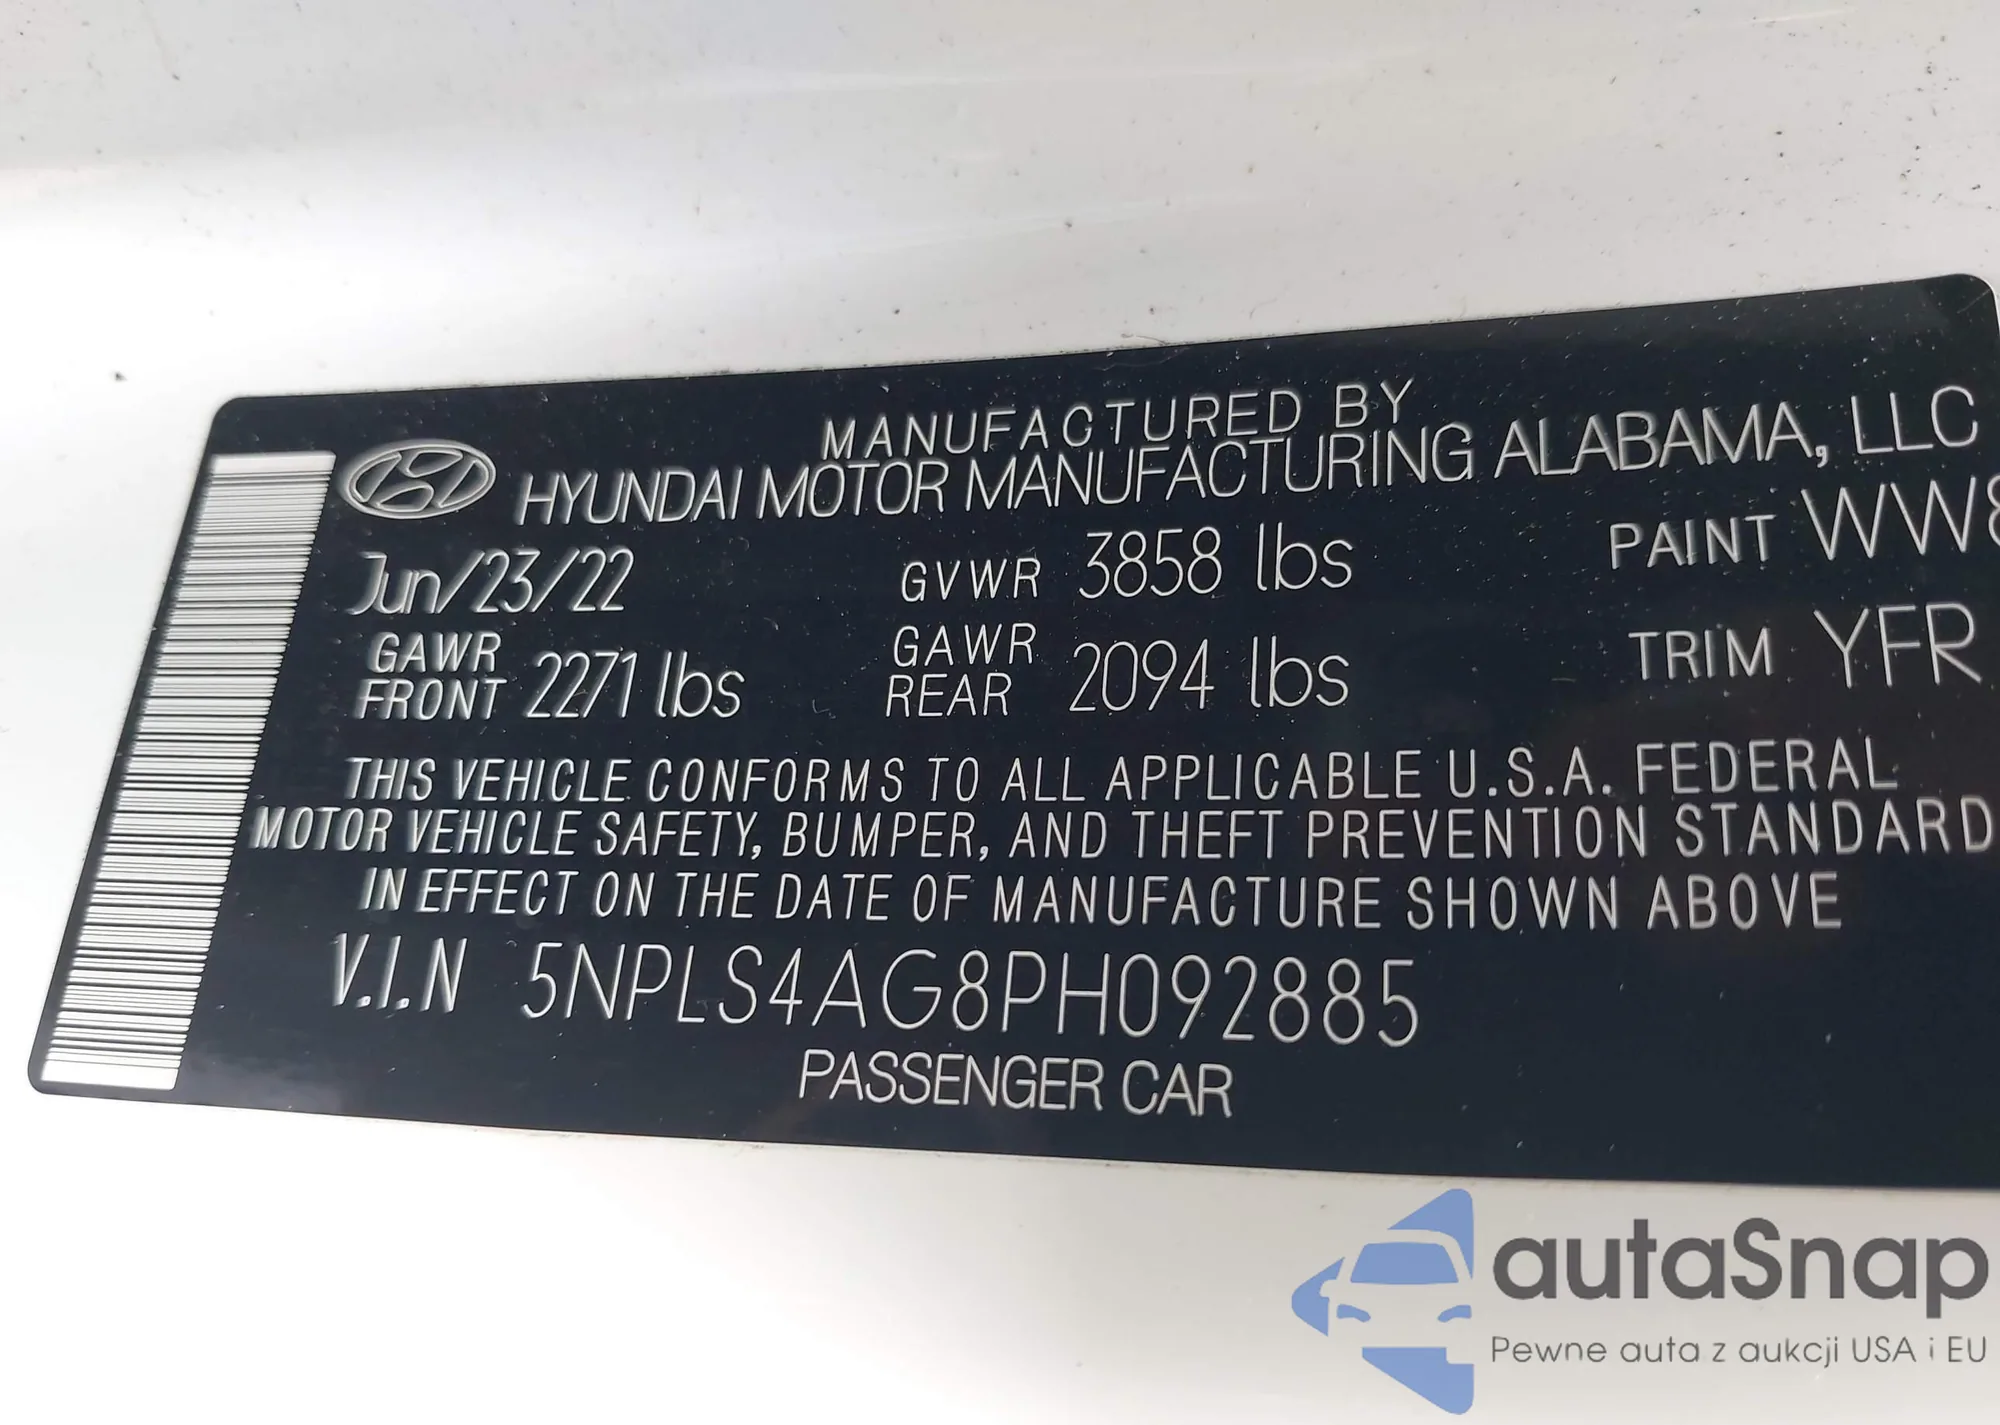 MANUFACTURED BY
HYUNDAI MOTOR MANUFACTURING ALABAMA, LLC
Jun/23/22 GVWR 3858 lbs PAINT WW8
GAWR FRONT 2271 lbs GAWR REAR 2094 lbs TRIM YFR
THIS VEHICLE CONFORMS TO ALL APPLICABLE U.S.A. FEDERAL
MOTOR VEHICLE SAFETY, BUMPER, AND THEFT PREVENTION STANDARD
IN EFFECT ON THE DATE OF MANUFACTURE SHOWN ABOVE
V.I.N 5NPLS4AG8PH092885
PASSENGER CAR
autaSnap
Pewne auta z aukcji USA i EU